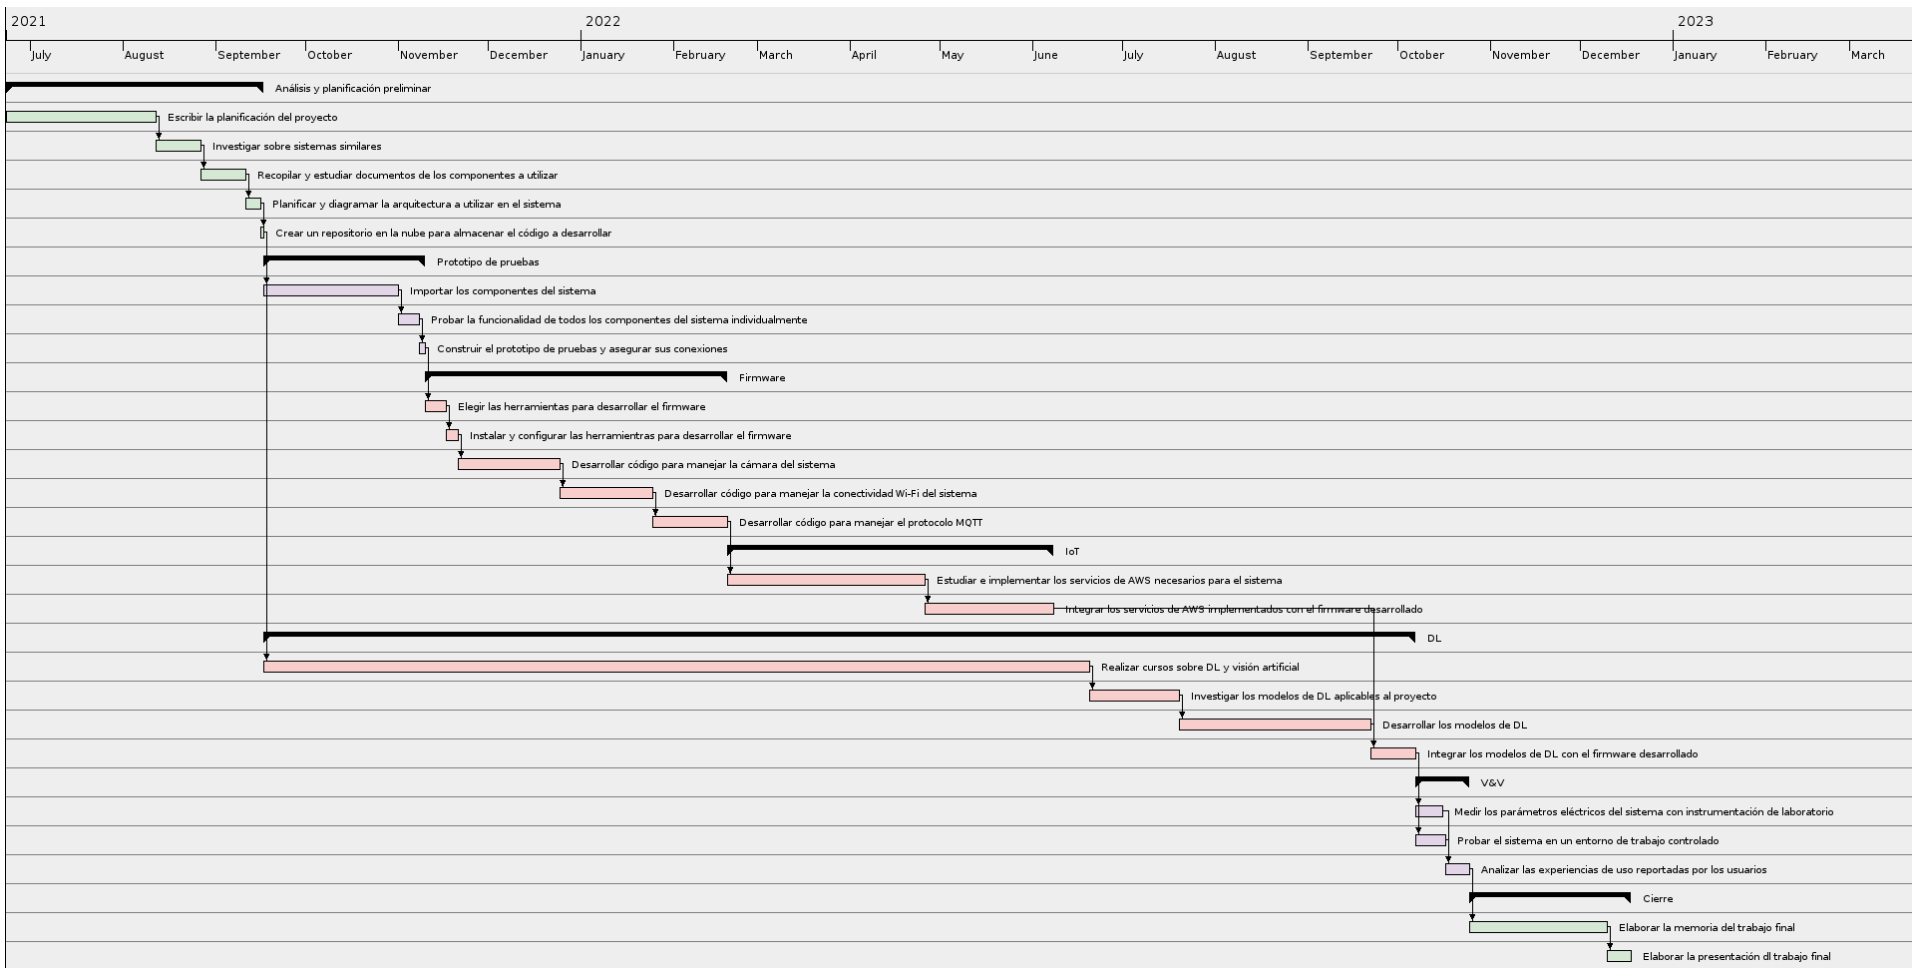 2021 2022 2023
July August September October November December January February March April May June July August September October November December January February March
Análisis y planificación preliminar
Escribir la planificación del proyecto
Investigar sobre sistemas similares
Recopilar y estudiar documentos de los componentes a utilizar
Planificar y diagramar la arquitectura a utilizar en el sistema
Crear un repositorio en la nube para almacenar el código a desarrollar
Prototipo de pruebas
Importar los componentes del sistema
Probar la funcionalidad de todos los componentes del sistema individualmente
Construir el prototipo de pruebas y asegurar sus conexiones
Firmware
Elegir las herramientas para desarrollar el firmware
Instalar y configurar las herramientras para desarrollar el firmware
Desarrollar código para manejar la cámara del sistema
Desarrollar código para manejar la conectividad Wi-Fi del sistema
Desarrollar código para manejar el protocolo MQTT
IoT
Estudiar e implementar los servicios de AWS necesarios para el sistema
Integrar los servicios de AWS implementados con el firmware desarrollado
DL
Realizar cursos sobre DL y visión artificial
Investigar los modelos de DL aplicables al proyecto
Desarrollar los modelos de DL
Integrar los modelos de DL con el firmware desarrollado
V&V
Medir los parámetros eléctricos del sistema con instrumentación de laboratorio
Probar el sistema en un entorno de trabajo controlado
Analizar las experiencias de uso reportadas por los usuarios
Cierre
Elaborar la memoria del trabajo final
Elaborar la presentación dl trabajo final